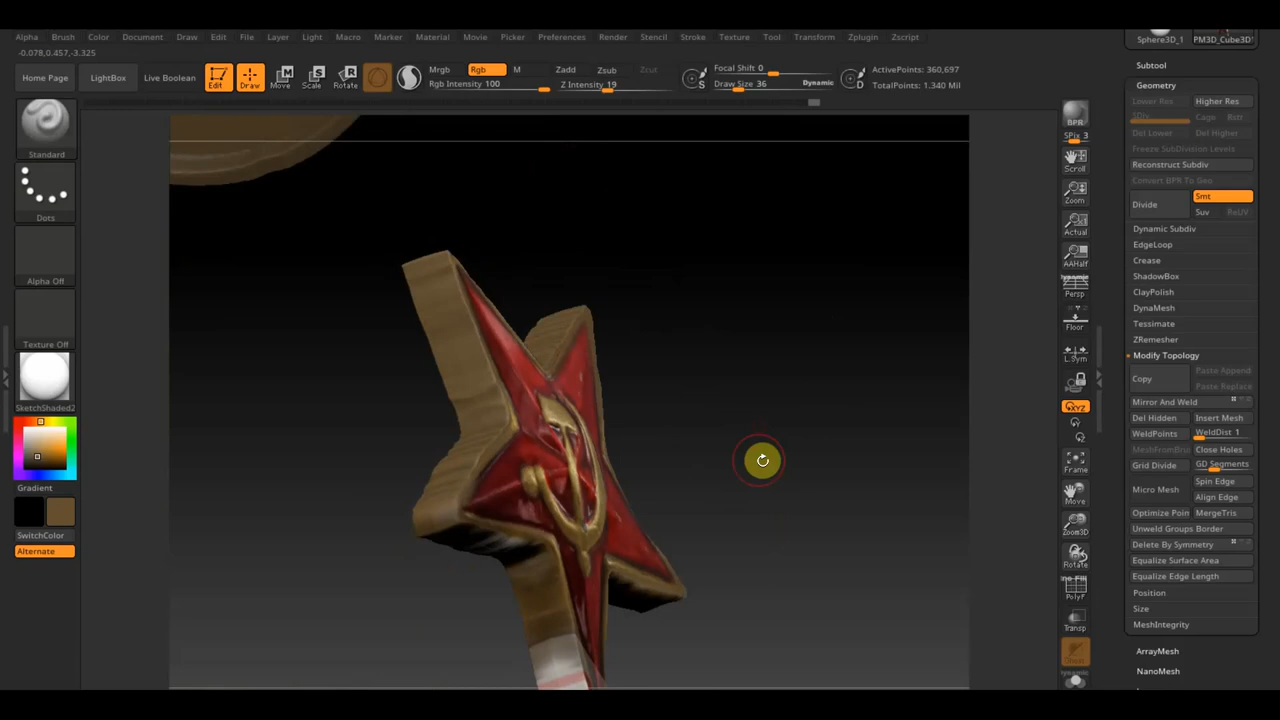 Alpha Brush Color Document Draw Edit File Layer Light Macro Marker Material Movie Picker Preferences Render Stencil Stroke Texture Tool Transform Zplugin Zscript
-0.078,0.457,-3.325
Home Page LightBox Live Boolean Edit Draw Move Scale Rotate
Mrgb Rgb M
Rgb Intensity 100
Zadd Zsub Zcut
Z Intensity 19
Focal Shift 0
Draw Size 36 Dynamic
ActivePoints: 360,697
TotalPoints: 1.340 Mil
Standard
Dots
Alpha Off
Texture Off
SketchShaded2
Gradient
SwitchColor
Alternate
BPR
SPix 3
Scroll
Zoom
Actual
AAHalf
Persp
Floor
L.Sym
XYZ
Frame
Move
Zoom3D
Rotate
PolyF
Transp
Sphere3D_1 PM3D_Cube3D1
Subtool
Geometry
Lower Res Higher Res
SDiv Cage Rstr
Del Lower Del Higher
Freeze SubDivision Levels
Reconstruct Subdiv
Convert BPR To Geo
Divide Smt
Suv ReUV
Dynamic Subdiv
EdgeLoop
Crease
ShadowBox
ClayPolish
DynaMesh
Tessimate
ZRemesher
Modify Topology
Copy Paste Append
Paste Replace
Mirror And Weld
Del Hidden Insert Mesh
WeldPoints WeldDist 1
MeshFromBru Close Holes
Grid Divide GD Segments
Micro Mesh Spin Edge
Align Edge
Optimize Poin MergeTris
Unweld Groups Border
Delete By Symmetry
Equalize Surface Area
Equalize Edge Length
Position
Size
MeshIntegrity
ArrayMesh
NanoMesh